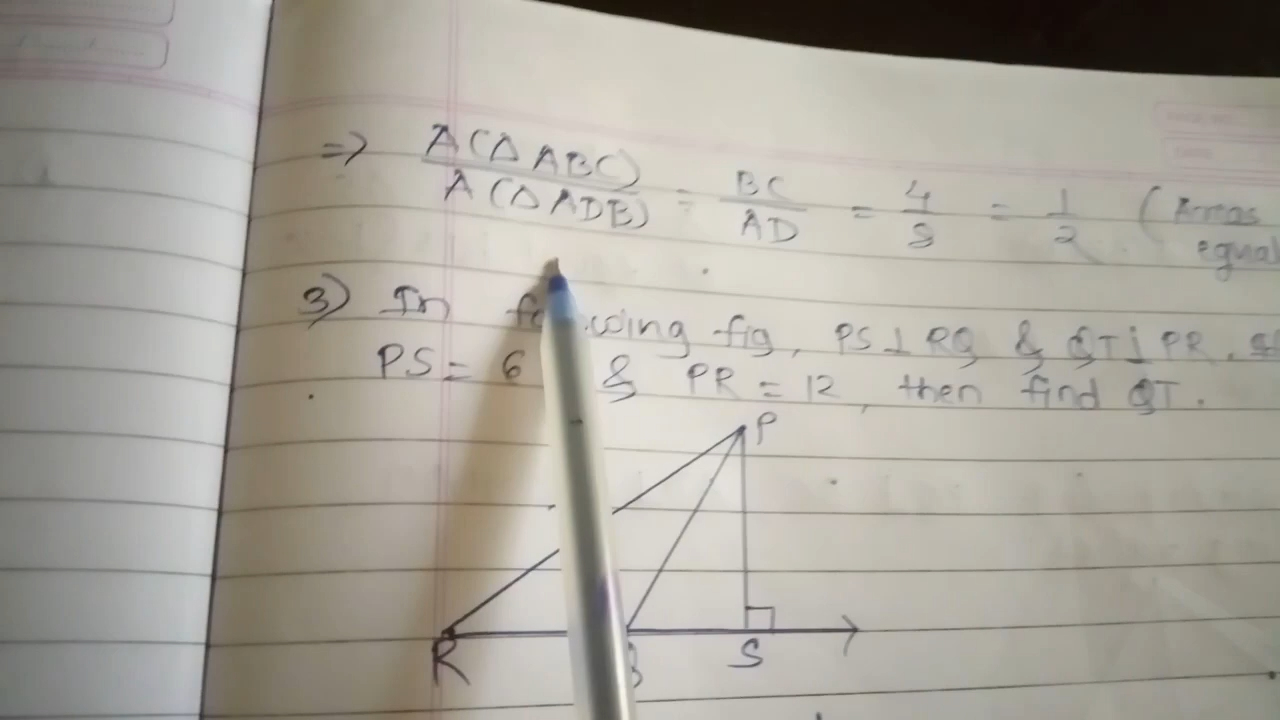 => A(△ABC) / A(△ADB) = BC / AD = 4 / 8 = 1 / 2 (Areas
equal
3) In following fig, PS ⊥ RQ & QT ⊥ PR.
PS = 6 & PR = 12, then find QT.
P
R S